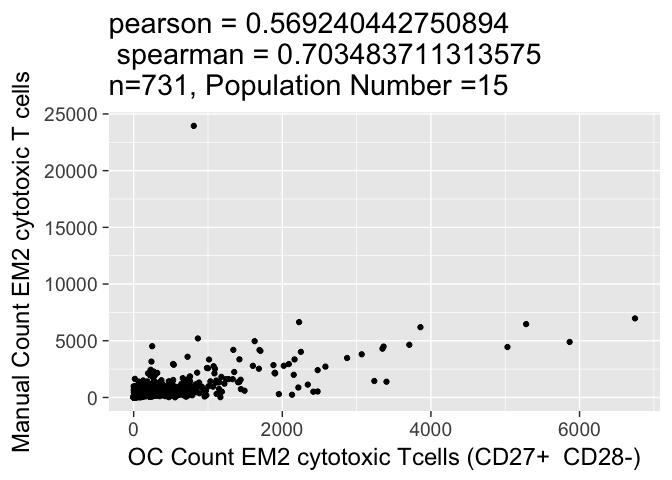 pearson = 0.569240442750894
spearman = 0.703483711313575
n=731, Population Number =15
Manual Count EM2 cytotoxic T cells
25000
20000
15000
10000
5000
0
0 2000 4000 6000
OC Count EM2 cytotoxic Tcells (CD27+  CD28-)